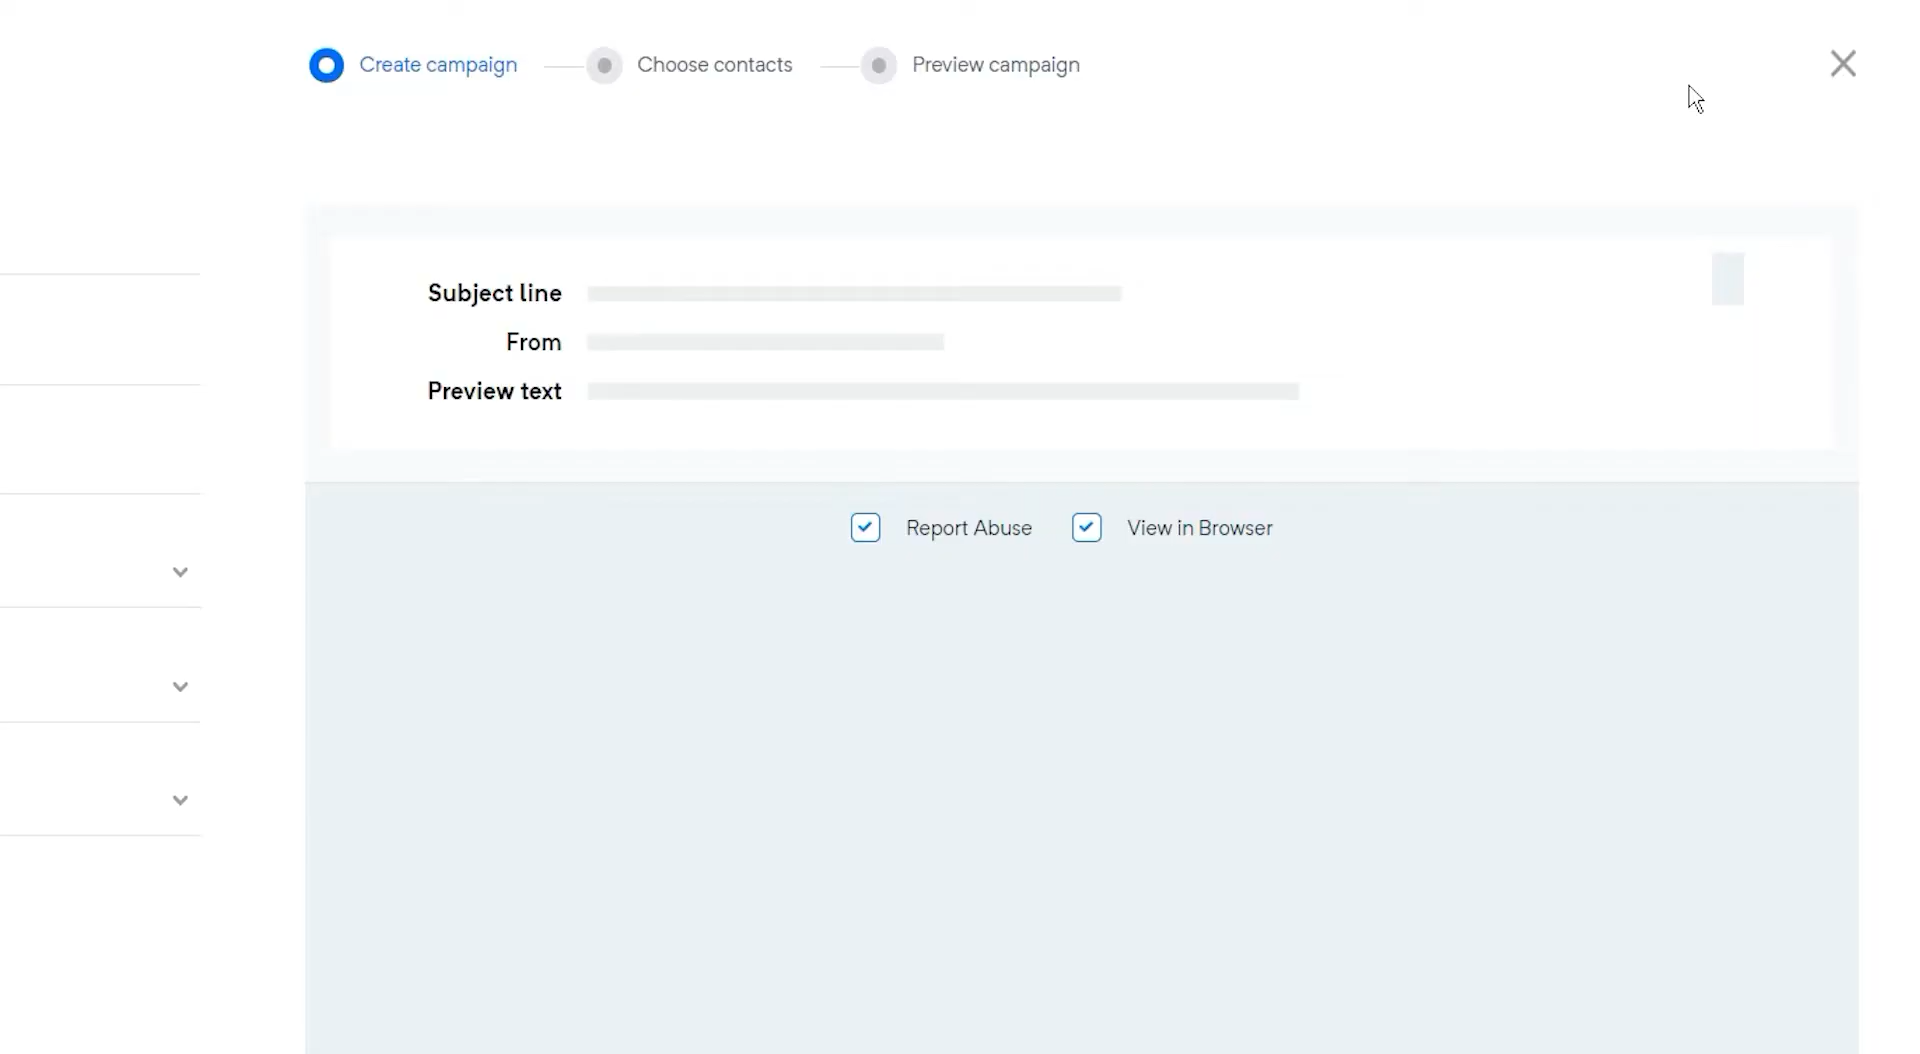 Create campaign
Choose contacts
Preview campaign
Subject line
From
Preview text
Report Abuse
View in Browser